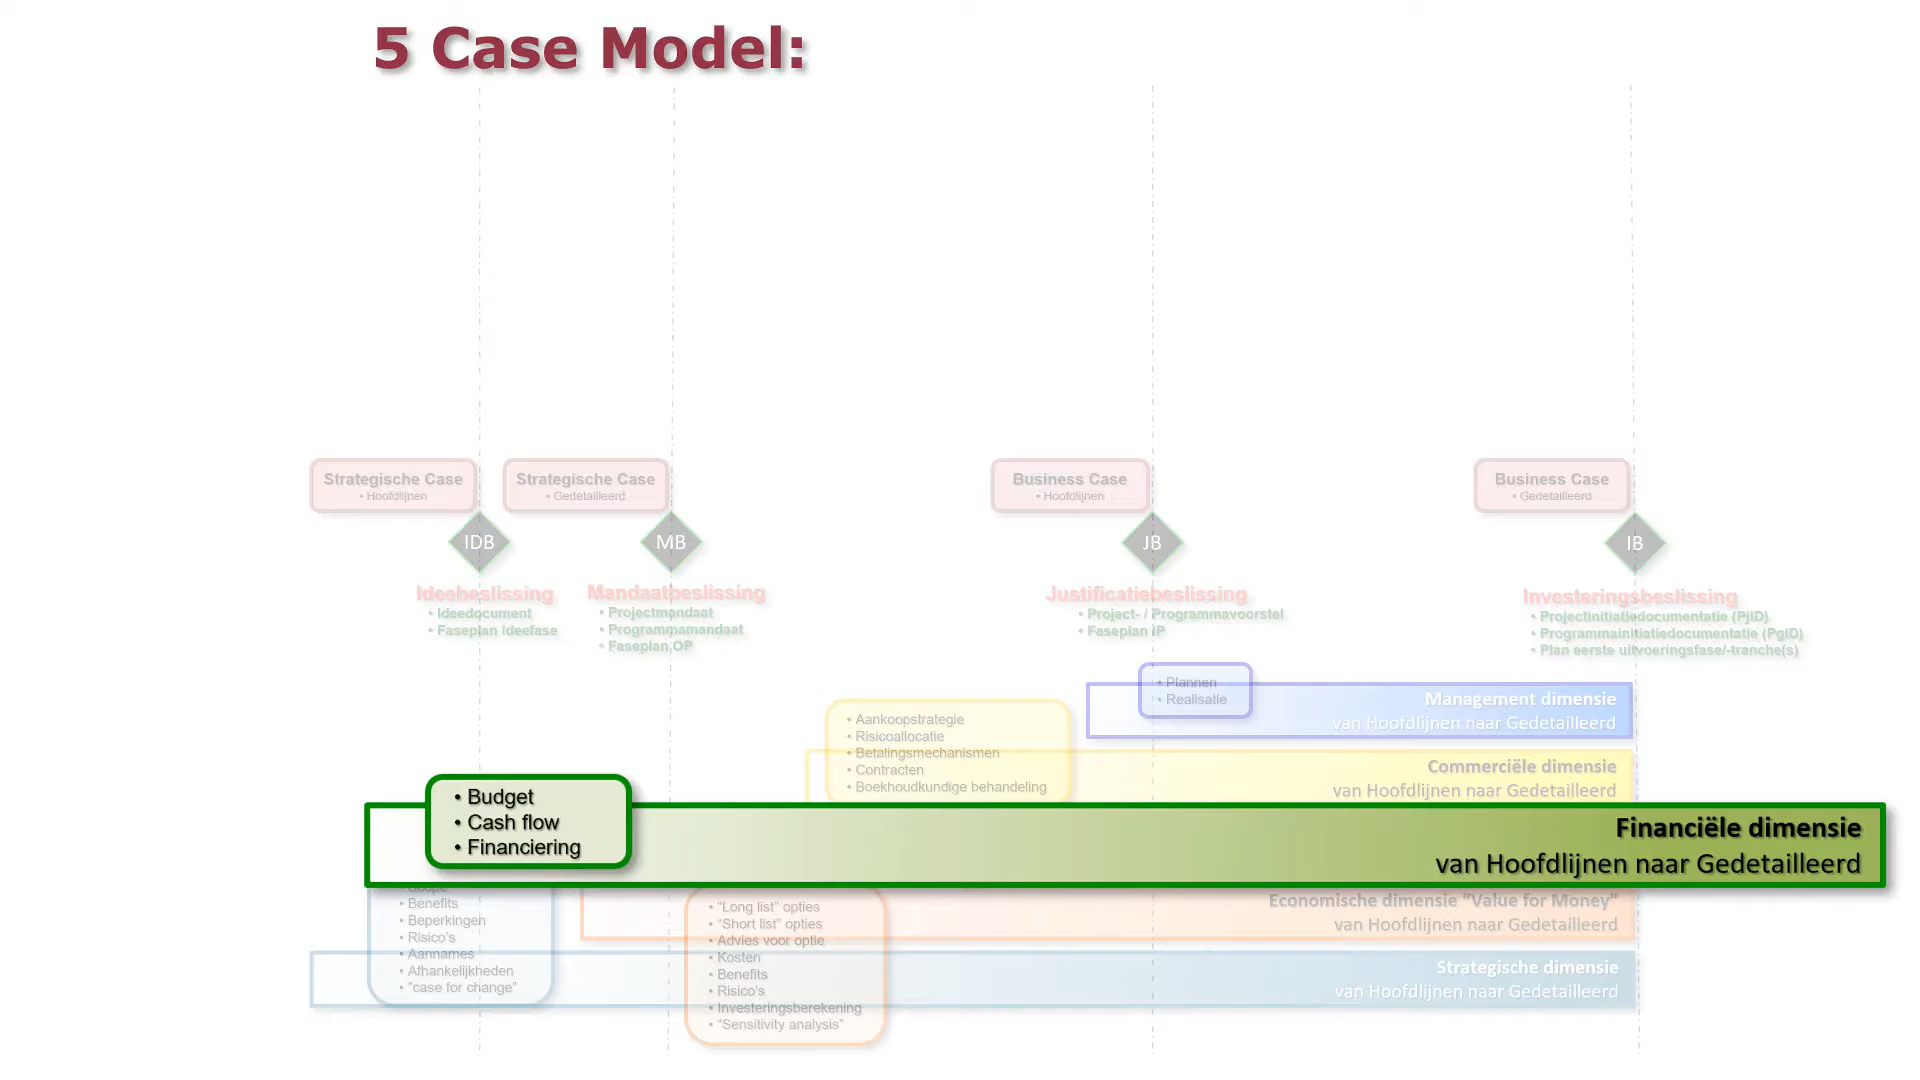 5 Case Model:
Strategische Case
• Hoofdlijnen
Strategische Case
• Gedetailleerd
Business Case
• Hoofdlijnen
Business Case
• Gedetailleerd
IDB
MB
JB
IB
Ideebeslissing
• Ideedocument
• Faseplan Ideefase
Mandaatbeslissing
• Projectmandaat
• Programmamandaat
• Faseplan OP
Justificatiebeslissing
• Project- / Programmavoorstel
• Faseplan IP
Investeringsbeslissing
• Projectinitiatiedocumentatie (PjID)
• Programmainitiatiedocumentatie (PgID)
• Plan eerste uitvoeringsfase/-tranche(s)
• Plannen
• Realisatie
Management dimensie
van Hoofdlijnen naar Gedetailleerd
• Aankoopstrategie
• Risicoallocatie
• Betalingsmechanismen
• Contracten
• Boekhoudkundige behandeling
Commerciële dimensie
van Hoofdlijnen naar Gedetailleerd
• Budget
• Cash flow
• Financiering
Financiële dimensie
van Hoofdlijnen naar Gedetailleerd
• Scope
• Benefits
• Beperkingen
• Risico's
• Aannames
• Afhankelijkheden
• "case for change"
• "Long list" opties
• "Short list" opties
• Advies voor optie
• Kosten
• Benefits
• Risico's
• Investeringsberekening
• "Sensitivity analysis"
Economische dimensie "Value for Money"
van Hoofdlijnen naar Gedetailleerd
Strategische dimensie
van Hoofdlijnen naar Gedetailleerd